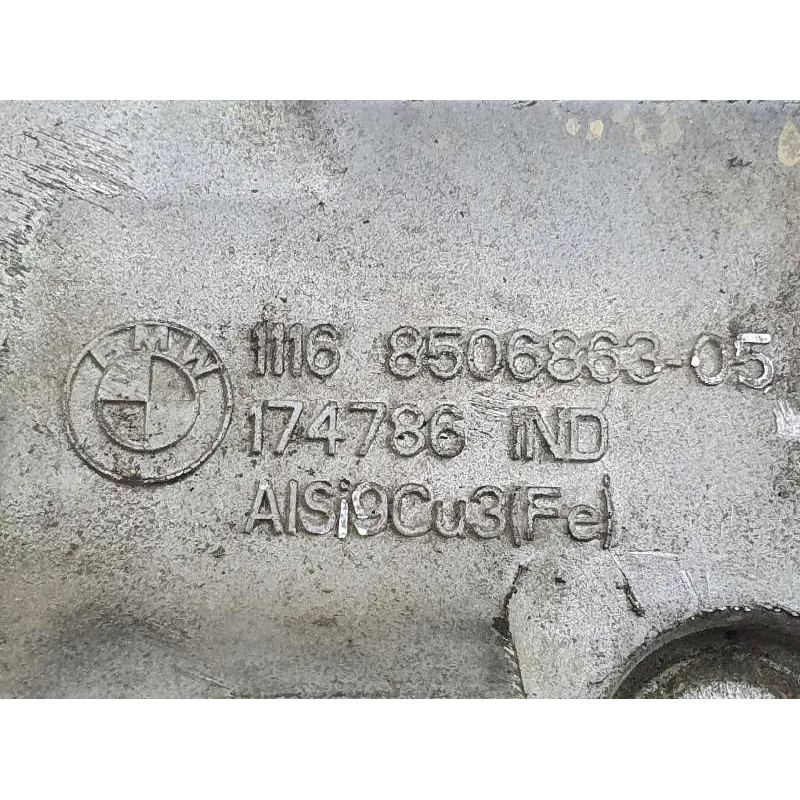 BMW
1116 8506863-05
174786 IND
AlSi9Cu3(Fe)